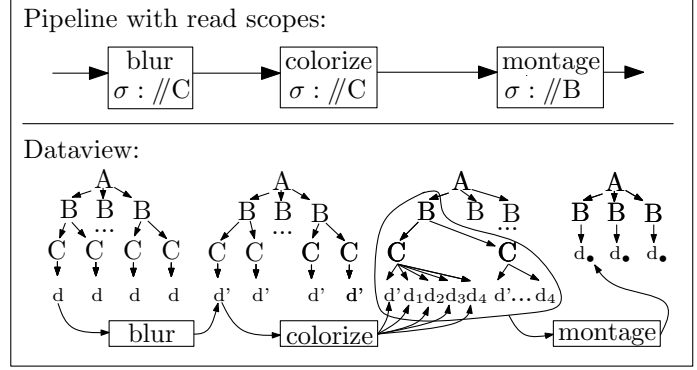 Pipeline with read scopes:
blur colorize montage
σ : //C σ : //C σ : //B
Dataview:
A A A A
B B B B B B B B B B B B
... ... ...
C C C C C C C C C C d• d• d•
d d d d d' d' d' d' d' d₁ d₂ d₃ d₄ d' ... d₄
blur colorize montage